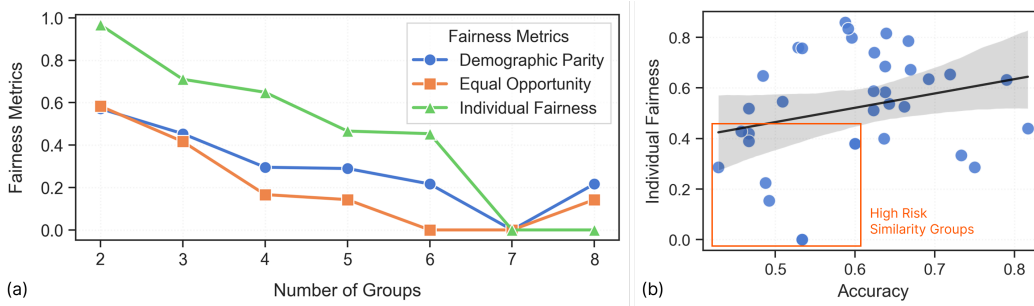 Fairness Metrics
1.0
0.8
0.6
0.4
0.2
0.0
Fairness Metrics
Demographic Parity
Equal Opportunity
Individual Fairness
2 3 4 5 6 7 8
Number of Groups
(a)
Individual Fairness
0.8
0.6
0.4
0.2
0.0
High Risk
Similarity Groups
0.5 0.6 0.7 0.8
Accuracy
(b)